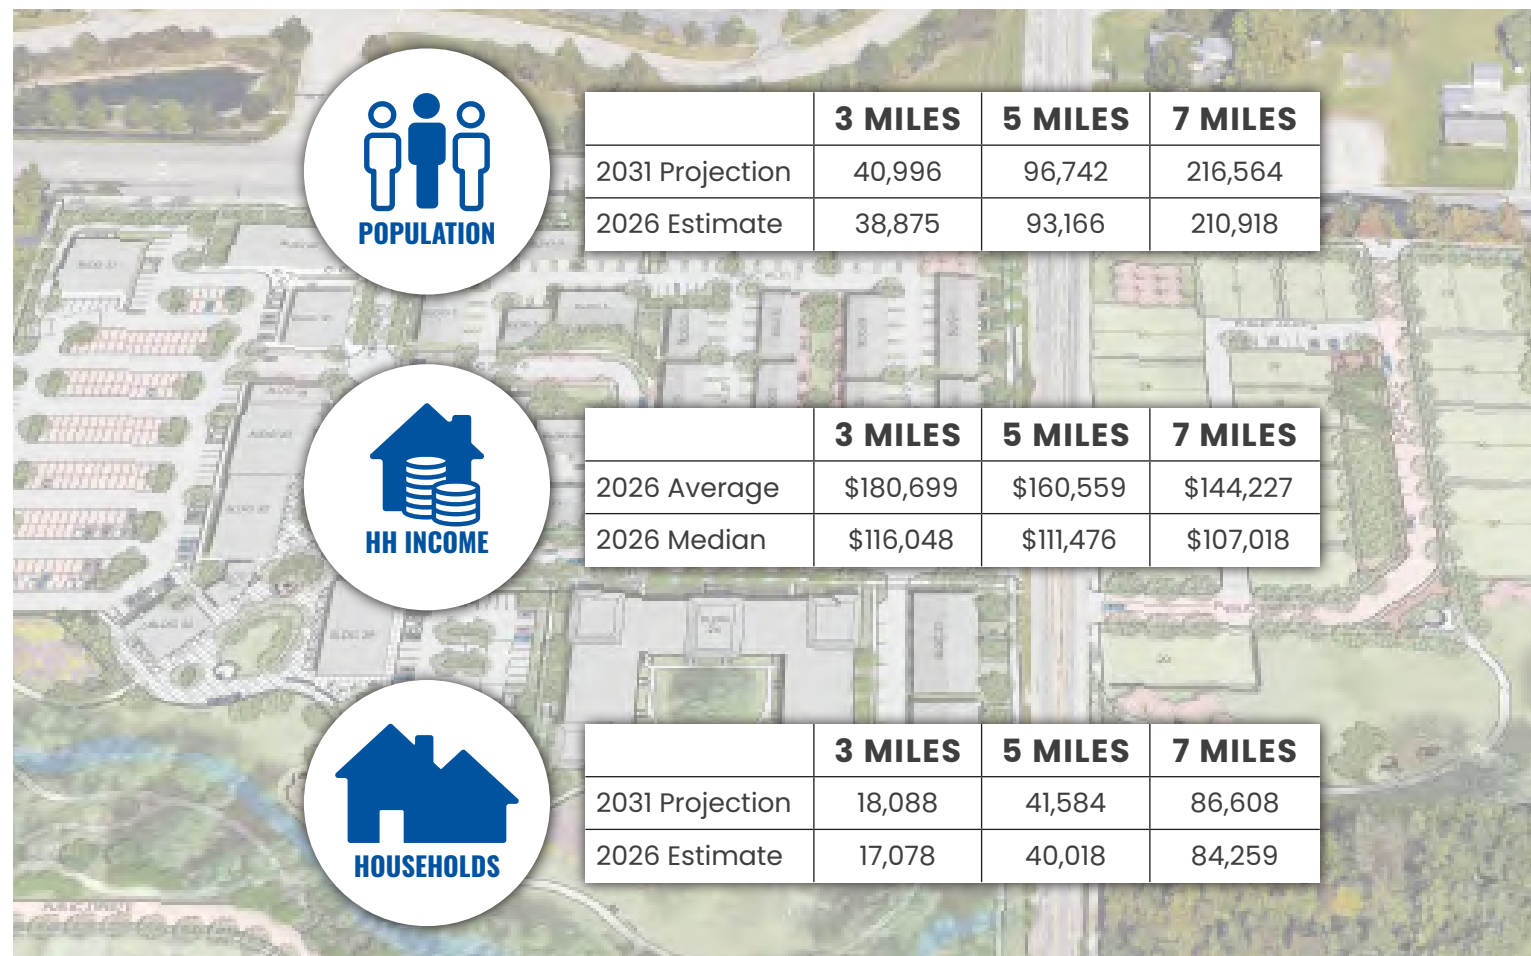 POPULATION
3 MILES 5 MILES 7 MILES
2031 Projection 40,996 96,742 216,564
2026 Estimate 38,875 93,166 210,918
HH INCOME
3 MILES 5 MILES 7 MILES
2026 Average $180,699 $160,559 $144,227
2026 Median $116,048 $111,476 $107,018
HOUSEHOLDS
3 MILES 5 MILES 7 MILES
2031 Projection 18,088 41,584 86,608
2026 Estimate 17,078 40,018 84,259